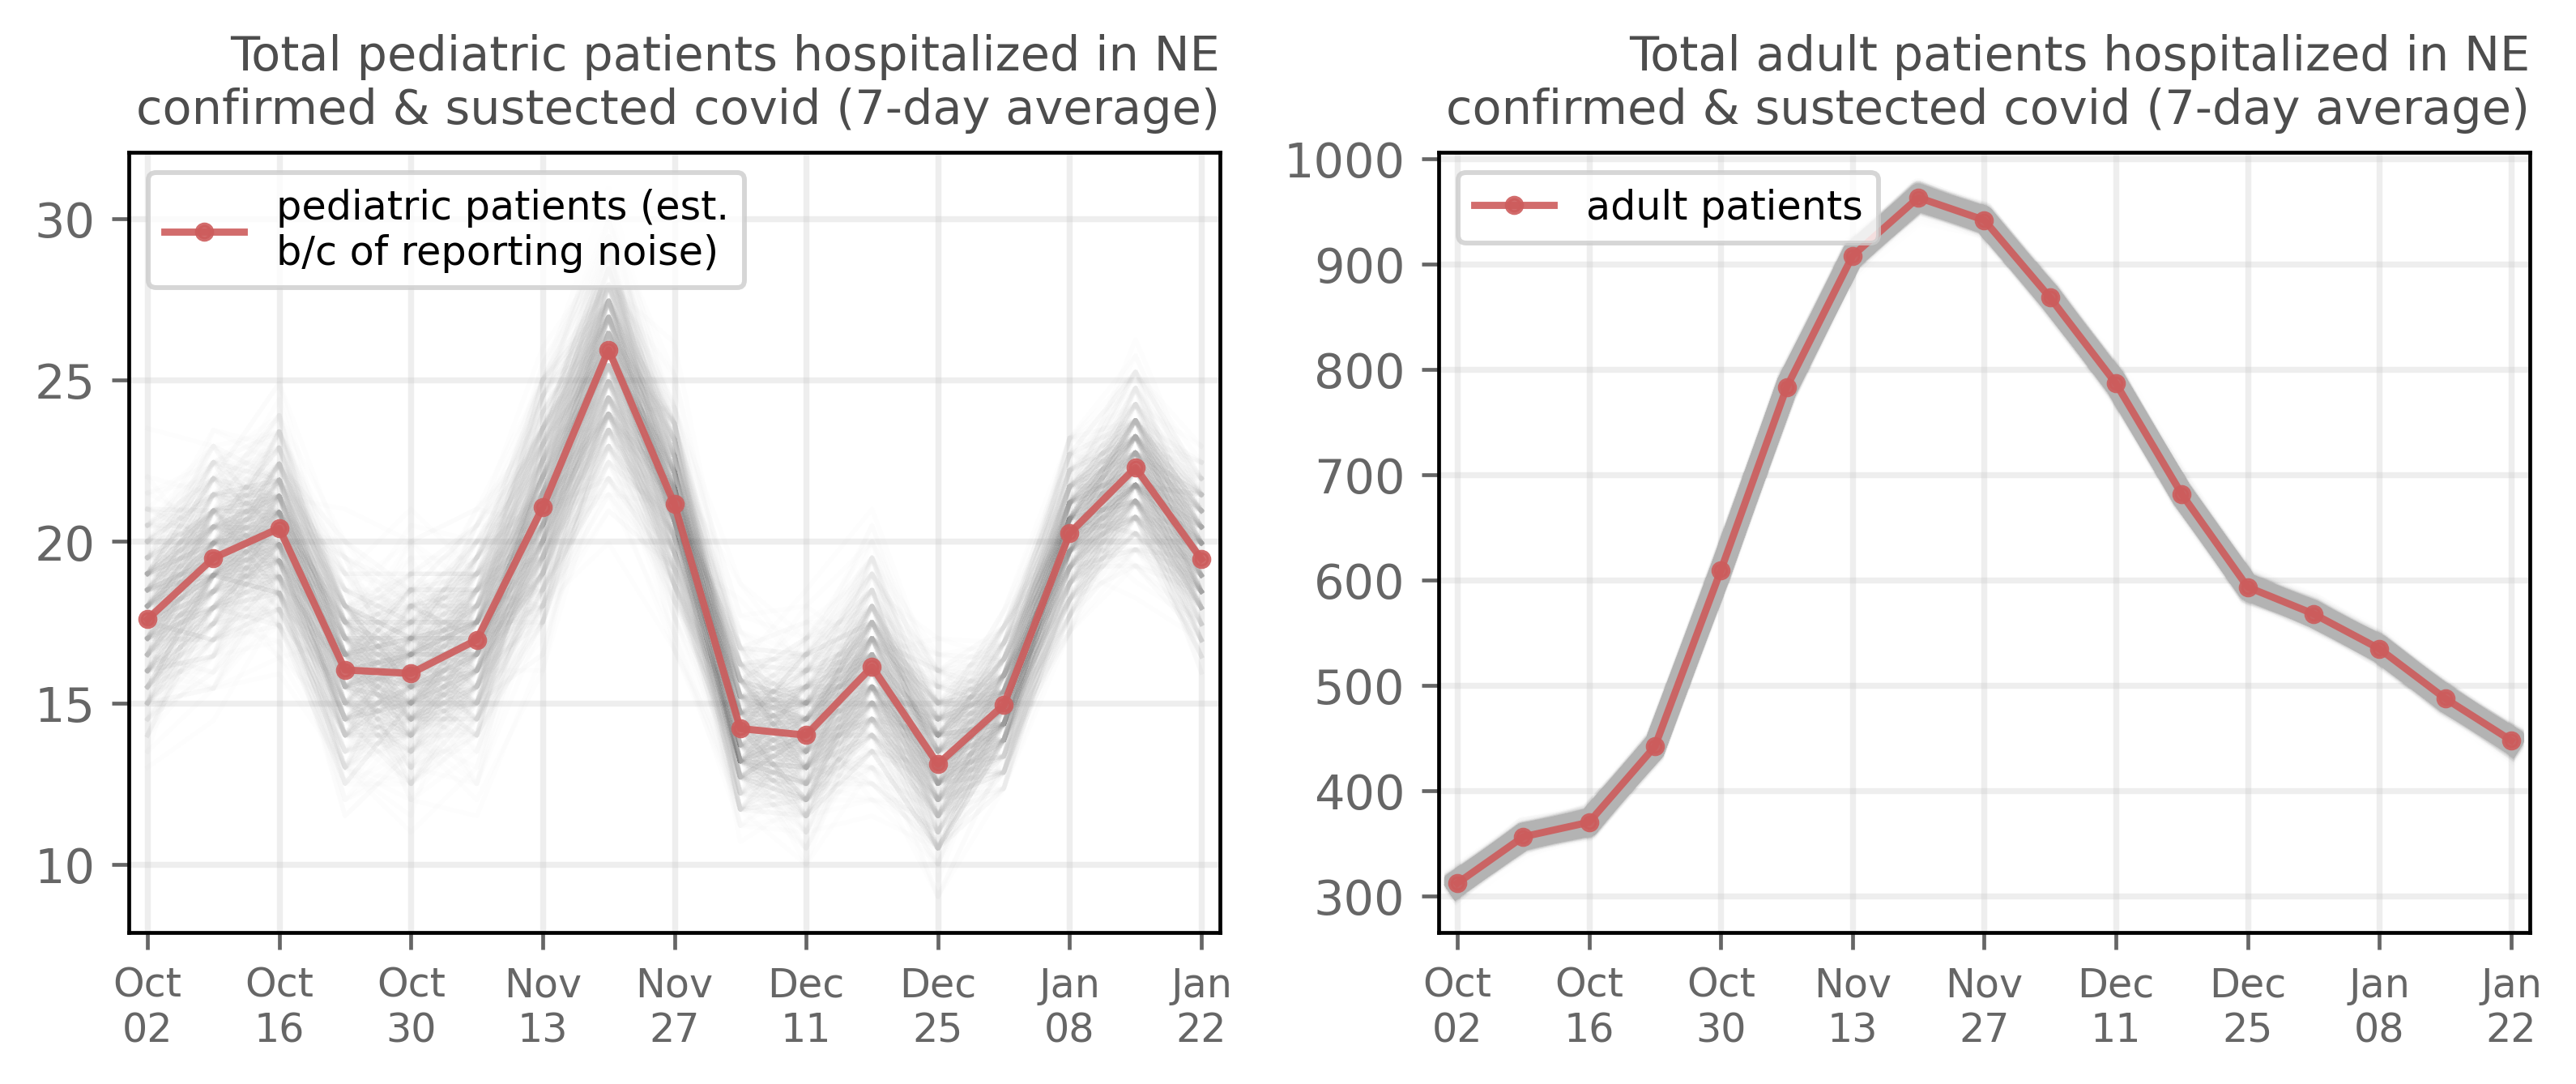 Total pediatric patients hospitalized in NE
confirmed & sustected covid (7-day average)
pediatric patients (est.
b/c of reporting noise)
30
25
20
15
10
Oct Oct Oct Nov Nov Dec Dec Jan Jan
02 16 30 13 27 11 25 08 22
Total adult patients hospitalized in NE
confirmed & sustected covid (7-day average)
adult patients
1000
900
800
700
600
500
400
300
Oct Oct Oct Nov Nov Dec Dec Jan Jan
02 16 30 13 27 11 25 08 22